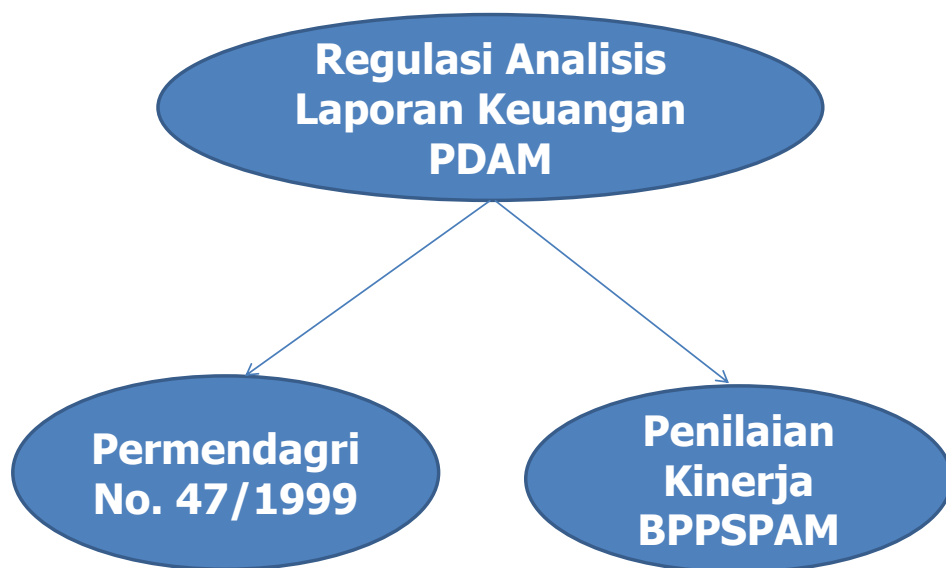 Regulasi Analisis
Laporan Keuangan
PDAM
Permendagri
No. 47/1999
Penilaian
Kinerja
BPPSPAM